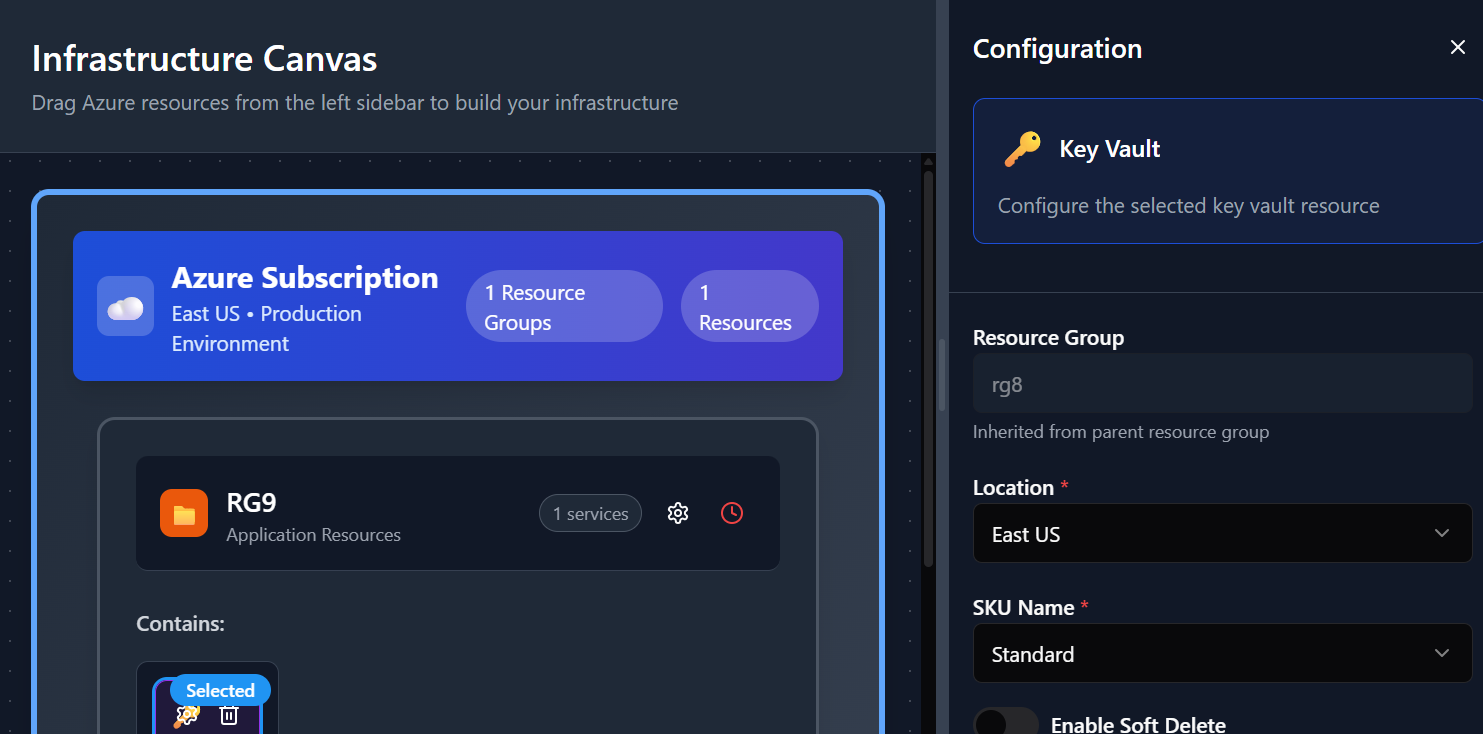 Infrastructure Canvas
Drag Azure resources from the left sidebar to build your infrastructure
Azure Subscription
East US • Production
Environment
1 Resource
Groups
1
Resources
RG9
Application Resources
1 services
Contains:
Selected
Configuration
Key Vault
Configure the selected key vault resource
Resource Group
rg8
Inherited from parent resource group
Location *
East US
SKU Name *
Standard
Enable Soft Delete